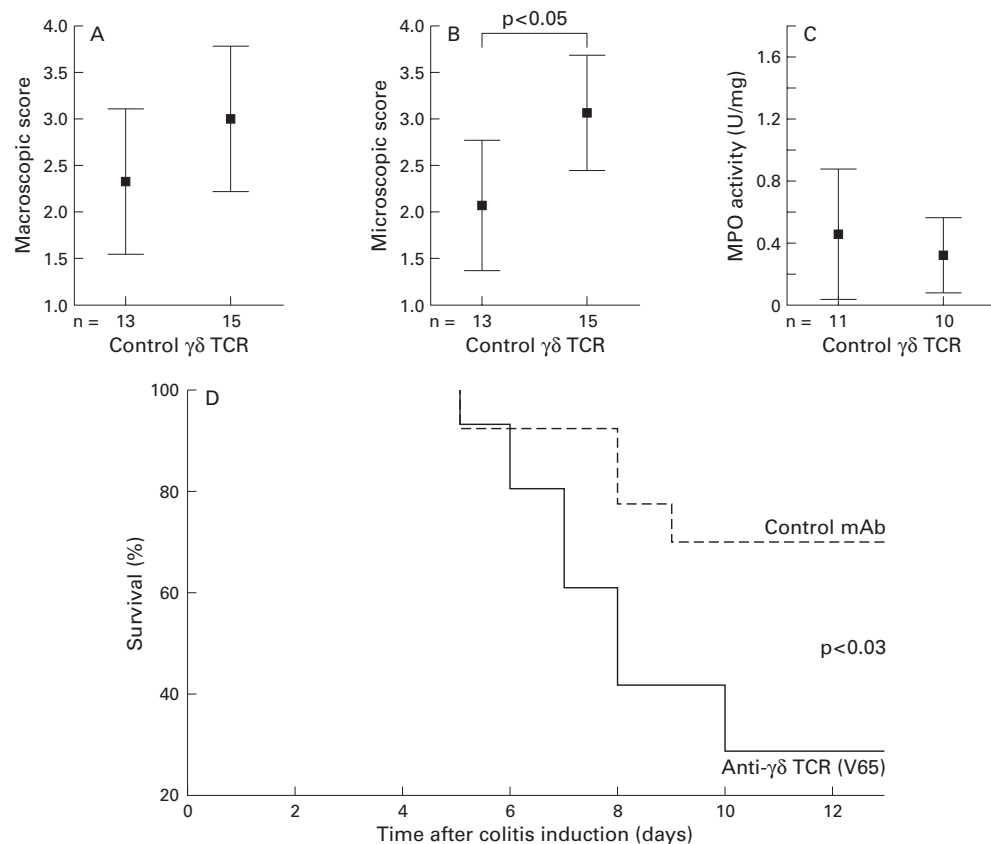 A
Macroscopic score
4.0
3.5
3.0
2.5
2.0
1.5
1.0
n = 13 15
Control γδ TCR
B
p<0.05
Microscopic score
4.0
3.5
3.0
2.5
2.0
1.5
1.0
n = 13 15
Control γδ TCR
C
MPO activity (U/mg)
1.6
1.2
0.8
0.4
0
n = 11 10
Control γδ TCR
D
Survival (%)
100
80
60
40
20
Control mAb
p<0.03
Anti-γδ TCR (V65)
0 2 4 6 8 10 12
Time after colitis induction (days)